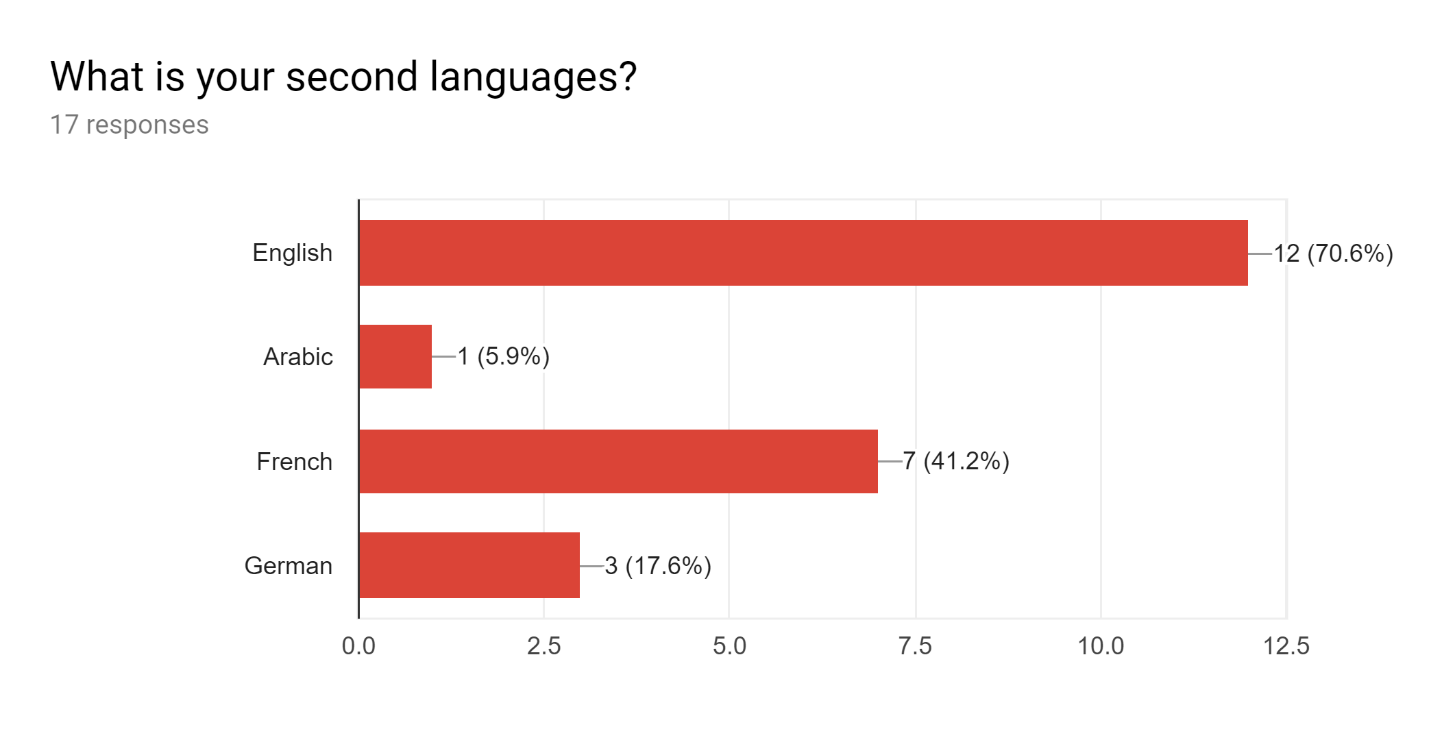 What is your second languages?
17 responses
English
12 (70.6%)
Arabic
1 (5.9%)
French
7 (41.2%)
German
3 (17.6%)
0.0 2.5 5.0 7.5 10.0 12.5